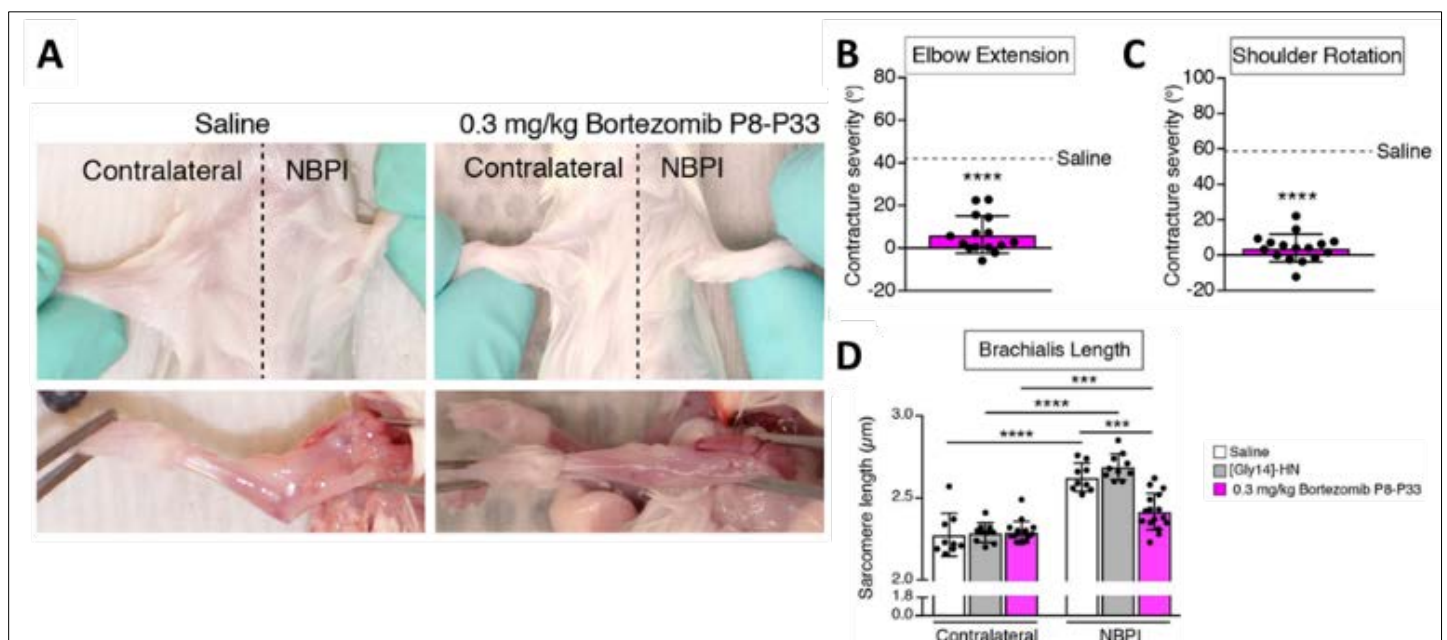 A
Saline
0.3 mg/kg Bortezomib P8-P33
Contralateral
NBPI
Contralateral
NBPI
B
Elbow Extension
Contracture severity (°)
80
60
40
20
0
-20
Saline
****
C
Shoulder Rotation
Contracture severity (°)
100
80
60
40
20
0
-20
Saline
****
D
Brachialis Length
Sarcomere length (µm)
3.0
2.5
2.0
1.8
0.0
***
****
****
***
Contralateral
NBPI
Saline
[Gly14]-HN
0.3 mg/kg Bortezomib P8-P33